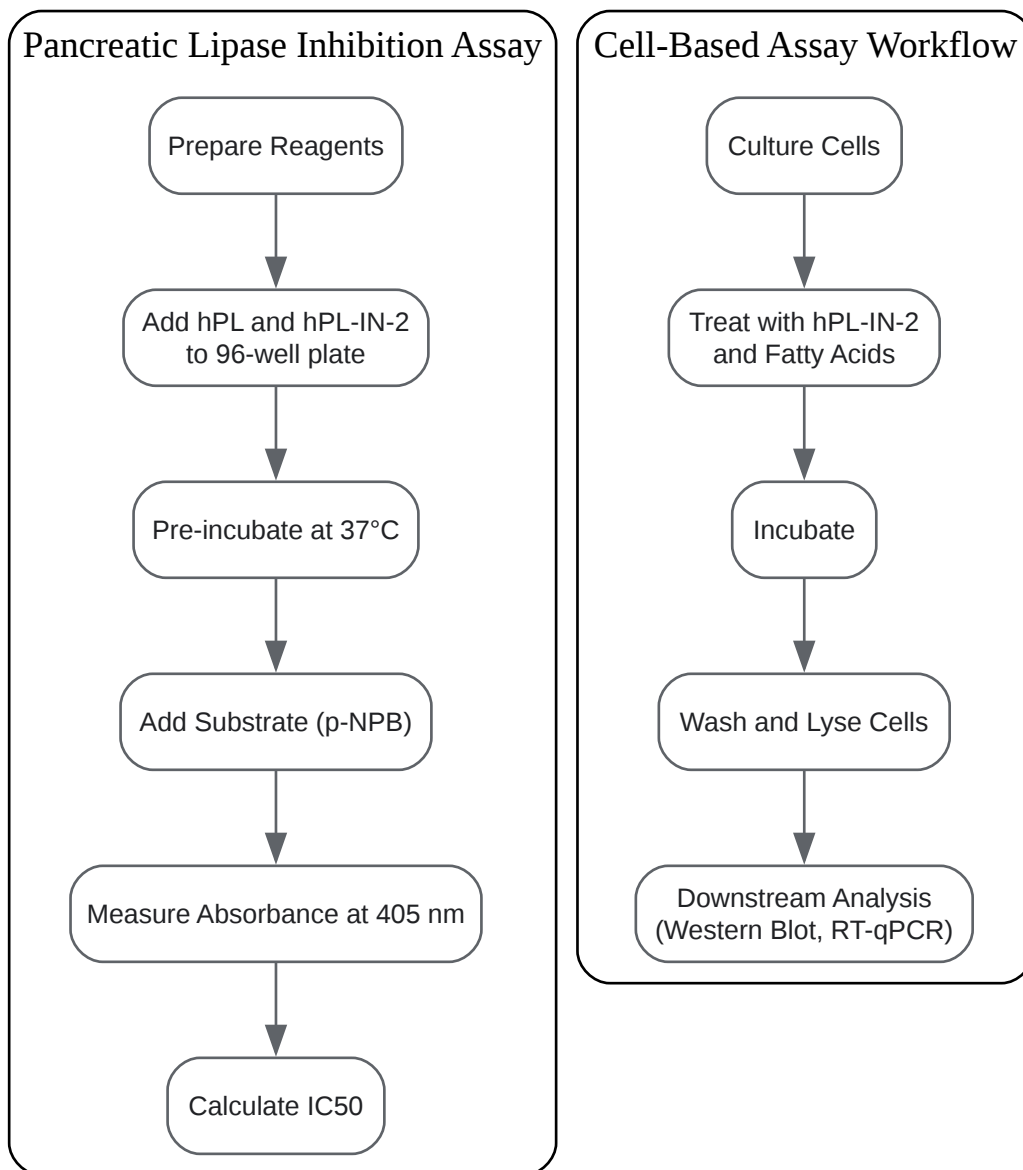 Pancreatic Lipase Inhibition Assay
Prepare Reagents
Add hPL and hPL-IN-2
to 96-well plate
Pre-incubate at 37°C
Add Substrate (p-NPB)
Measure Absorbance at 405 nm
Calculate IC50
Cell-Based Assay Workflow
Culture Cells
Treat with hPL-IN-2
and Fatty Acids
Incubate
Wash and Lyse Cells
Downstream Analysis
(Western Blot, RT-qPCR)